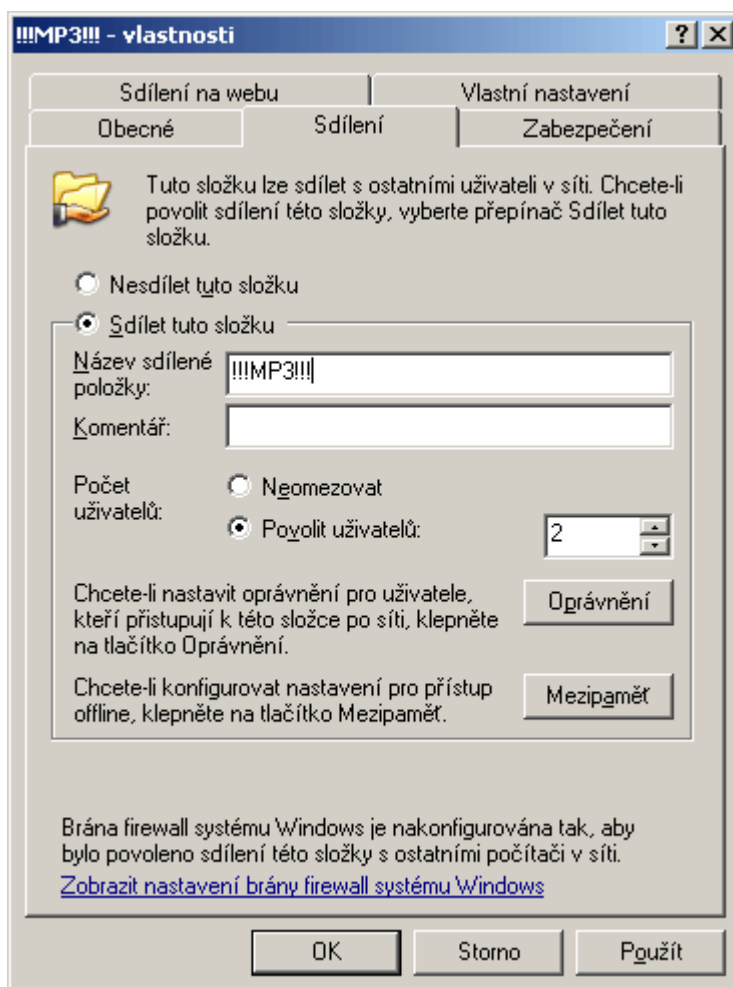 !!!MP3!!! - vlastnosti
Sdílení na webu
Vlastní nastavení
Obecné
Sdílení
Zabezpečení
Tuto složku lze sdílet s ostatními uživateli v síti. Chcete-li
povolit sdílení této složky, vyberte přepínač Sdílet tuto
složku.
Nesdílet tuto složku
Sdílet tuto složku
Název sdílené
položky:
!!!MP3!!!
Komentář:
Počet
uživatelů:
Neomezovat
Povolit uživatelů:
2
Chcete-li nastavit oprávnění pro uživatele,
kteří přistupují k této složce po síti, klepněte
na tlačítko Oprávnění.
Oprávnění
Chcete-li konfigurovat nastavení pro přístup
offline, klepněte na tlačítko Mezipaměť.
Mezipaměť
Brána firewall systému Windows je nakonfigurována tak, aby
bylo povoleno sdílení této složky s ostatními počítači v síti.
Zobrazit nastavení brány firewall systému Windows
OK
Storno
Použít